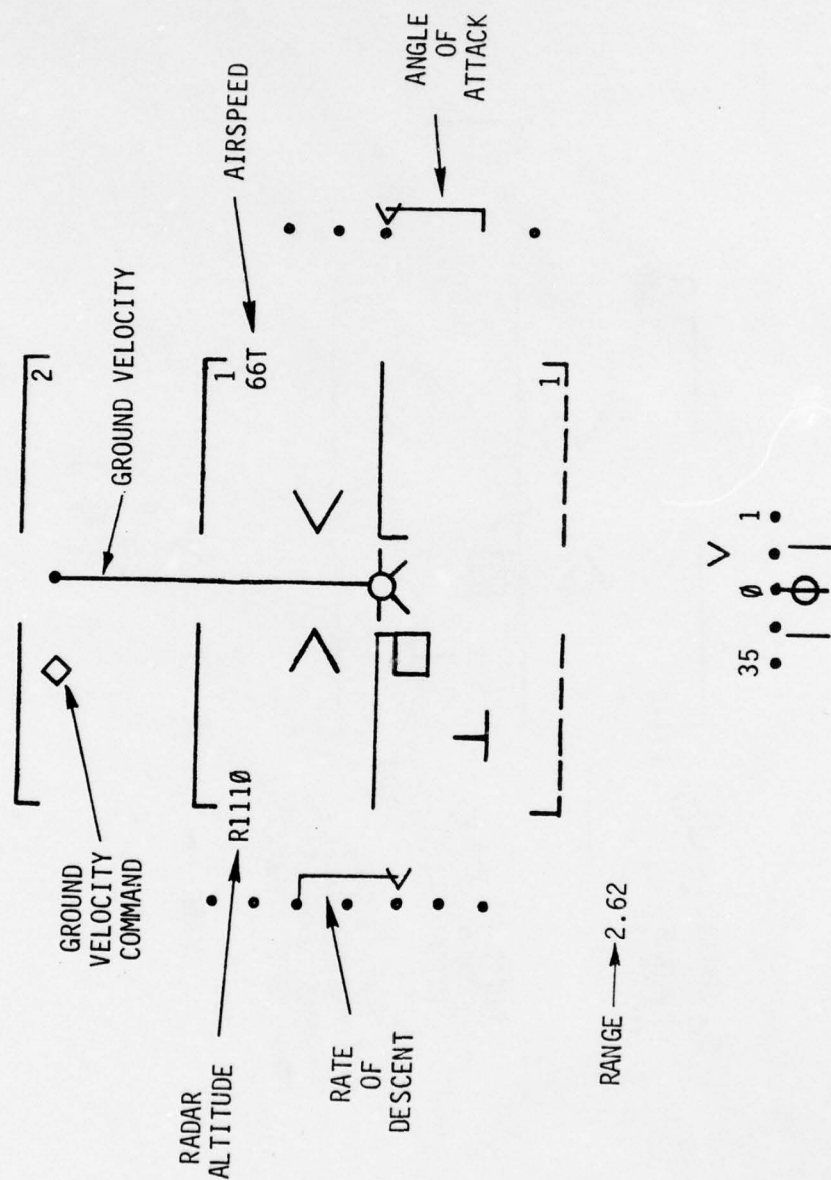 2
GROUND VELOCITY
GROUND
VELOCITY
COMMAND
1
66T
AIRSPEED
R111Ø
RADAR
ALTITUDE
RATE
OF
DESCENT
ANGLE
OF
ATTACK
1
RANGE
2.62
35 Ø 1